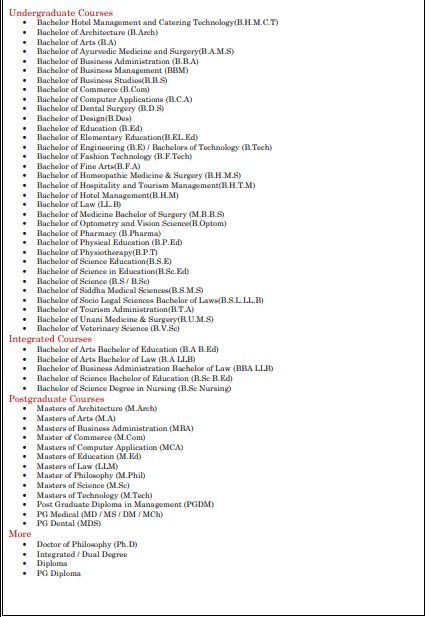 Undergraduate Courses
• Bachelor Hotel Management and Catering Technology(B.H.M.C.T)
• Bachelor of Architecture (B.Arch)
• Bachelor of Arts (B.A)
• Bachelor of Ayurvedic Medicine and Surgery(B.A.M.S)
• Bachelor of Business Administration (B.B.A)
• Bachelor of Business Management (BBM)
• Bachelor of Business Studies(B.B.S)
• Bachelor of Commerce (B.Com)
• Bachelor of Computer Applications (B.C.A)
• Bachelor of Dental Surgery (B.D.S)
• Bachelor of Design(B.Des)
• Bachelor of Education (B.Ed)
• Bachelor of Elementary Education(B.EL.Ed)
• Bachelor of Engineering (B.E) / Bachelors of Technology (B.Tech)
• Bachelor of Fashion Technology (B.F.Tech)
• Bachelor of Fine Arts(B.F.A)
• Bachelor of Homeopathic Medicine & Surgery (B.H.M.S)
• Bachelor of Hospitality and Tourism Management(B.H.T.M)
• Bachelor of Hotel Management(B.H.M)
• Bachelor of Law (LL.B)
• Bachelor of Medicine Bachelor of Surgery (M.B.B.S)
• Bachelor of Optometry and Vision Science(B.Optom)
• Bachelor of Pharmacy (B.Pharma)
• Bachelor of Physical Education (B.P.Ed)
• Bachelor of Physiotherapy(B.P.T)
• Bachelor of Science Education(B.S.E)
• Bachelor of Science in Education(B.Sc.Ed)
• Bachelor of Science (B.S / B.Sc)
• Bachelor of Siddha Medical Sciences(B.S.M.S)
• Bachelor of Socio Legal Sciences Bachelor of Laws(B.S.L.LL.B)
• Bachelor of Tourism Administration(B.T.A)
• Bachelor of Unani Medicine & Surgery(B.U.M.S)
• Bachelor of Veterinary Science (B.V.Sc)
Integrated Courses
• Bachelor of Arts Bachelor of Education (B.A B.Ed)
• Bachelor of Arts Bachelor of Law (B.A LLB)
• Bachelor of Business Administration Bachelor of Law (BBA LLB)
• Bachelor of Science Bachelor of Education (B.Sc B.Ed)
• Bachelor of Science Degree in Nursing (B.Sc Nursing)
Postgraduate Courses
• Masters of Architecture (M.Arch)
• Masters of Arts (M.A)
• Masters of Business Administration (MBA)
• Master of Commerce (M.Com)
• Masters of Computer Application (MCA)
• Masters of Education (M.Ed)
• Masters of Law (LLM)
• Master of Philosophy (M.Phil)
• Masters of Science (M.Sc)
• Masters of Technology (M.Tech)
• Post Graduate Diploma in Management (PGDM)
• PG Medical (MD / MS / DM / MCh)
• PG Dental (MDS)
More
• Doctor of Philosophy (Ph.D)
• Integrated / Dual Degree
• Diploma
• PG Diploma